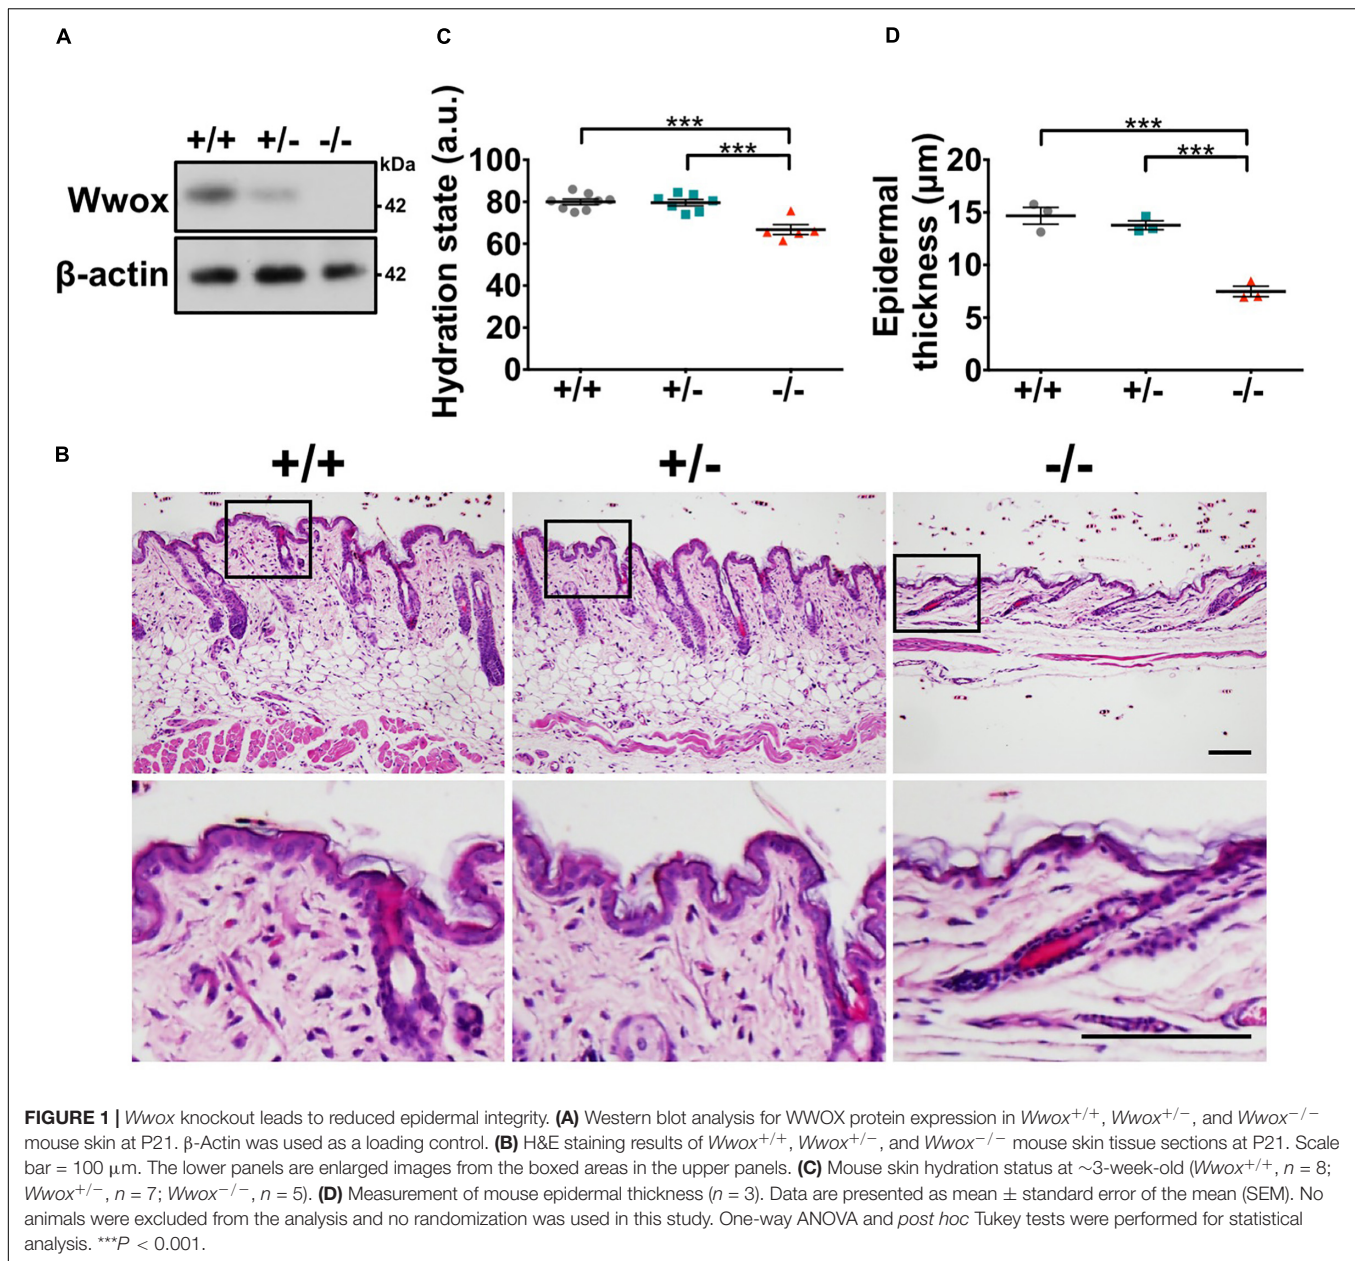 A
+/+ +/- -/-
kDa
Wwox
42
β-actin
42
C
Hydration state (a.u.)
100
80
60
40
20
0
***
***
+/+ +/- -/-
D
Epidermal
thickness (μm)
20
15
10
5
0
***
***
+/+ +/- -/-
B
+/+ +/- -/-
FIGURE 1 | Wwox knockout leads to reduced epidermal integrity. (A) Western blot analysis for WWOX protein expression in Wwox+/+, Wwox+/−, and Wwox−/−
mouse skin at P21. β-Actin was used as a loading control. (B) H&E staining results of Wwox+/+, Wwox+/−, and Wwox−/− mouse skin tissue sections at P21. Scale
bar = 100 μm. The lower panels are enlarged images from the boxed areas in the upper panels. (C) Mouse skin hydration status at ∼3-week-old (Wwox+/+, n = 8;
Wwox+/−, n = 7; Wwox−/−, n = 5). (D) Measurement of mouse epidermal thickness (n = 3). Data are presented as mean ± standard error of the mean (SEM). No
animals were excluded from the analysis and no randomization was used in this study. One-way ANOVA and post hoc Tukey tests were performed for statistical
analysis. ***P < 0.001.